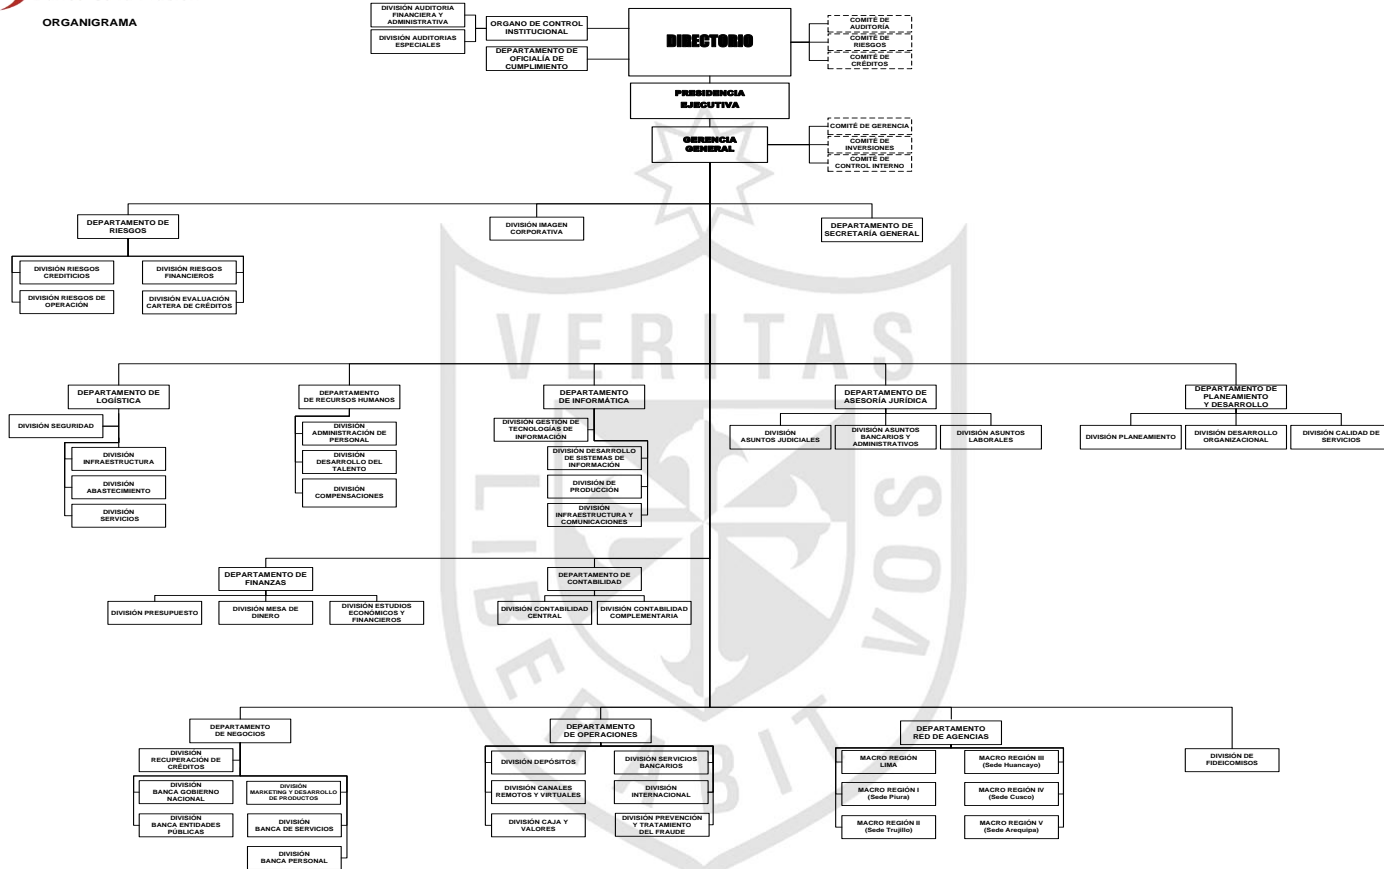 ORGANIGRAMA
DIVISIÓN AUDITORIA
FINANCIERA Y
ADMINISTRATIVA
DIVISIÓN AUDITORIAS
ESPECIALES
ORGANO DE CONTROL
INSTITUCIONAL
DEPARTAMENTO DE
OFICIALÍA DE
CUMPLIMIENTO
DIRECTORIO
COMITÉ DE
AUDITORÍA
COMITÉ DE
RIESGOS
COMITÉ DE
CRÉDITOS
PRESIDENCIA
EJECUTIVA
GERENCIA
GENERAL
COMITÉ DE GERENCIA
COMITÉ DE
INVERSIONES
COMITÉ DE
CONTROL INTERNO
DEPARTAMENTO DE
RIESGOS
DIVISIÓN IMAGEN
CORPORATIVA
DEPARTAMENTO DE
SECRETARÍA GENERAL
DIVISIÓN RIESGOS
CREDITICIOS
DIVISIÓN RIESGOS
FINANCIEROS
DIVISIÓN RIESGOS DE
OPERACIÓN
DIVISIÓN EVALUACIÓN
CARTERA DE CRÉDITOS
VERITAS
LIBERABIT
VOS
DEPARTAMENTO DE
LOGÍSTICA
DIVISIÓN SEGURIDAD
DIVISIÓN
INFRAESTRUCTURA
DIVISIÓN
ABASTECIMIENTO
DIVISIÓN
SERVICIOS
DEPARTAMENTO
DE RECURSOS HUMANOS
DIVISIÓN
ADMINISTRACIÓN DE
PERSONAL
DIVISIÓN
DESARROLLO DEL
TALENTO
DIVISIÓN
COMPENSACIONES
DEPARTAMENTO
DE INFORMÁTICA
DIVISIÓN GESTIÓN DE
TECNOLOGÍAS DE
INFORMACIÓN
DIVISIÓN DESARROLLO
DE SISTEMAS DE
INFORMACIÓN
DIVISIÓN DE
PRODUCCIÓN
DIVISIÓN
INFRAESTRUCTURA Y
COMUNICACIONES
DEPARTAMENTO DE
ASESORÍA JURÍDICA
DIVISIÓN
ASUNTOS JUDICIALES
DIVISIÓN ASUNTOS
BANCARIOS Y
ADMINISTRATIVOS
DIVISIÓN ASUNTOS
LABORALES
DEPARTAMENTO DE
PLANEAMIENTO
Y DESARROLLO
DIVISIÓN PLANEAMIENTO
DIVISIÓN DESARROLLO
ORGANIZACIONAL
DIVISIÓN CALIDAD DE
SERVICIOS
DEPARTAMENTO DE
FINANZAS
DIVISIÓN PRESUPUESTO
DIVISIÓN MESA DE
DINERO
DIVISIÓN ESTUDIOS
ECONÓMICOS Y
FINANCIEROS
DEPARTAMENTO DE
CONTABILIDAD
DIVISIÓN CONTABILIDAD
CENTRAL
DIVISIÓN CONTABILIDAD
COMPLEMENTARIA
DEPARTAMENTO
DE NEGOCIOS
DIVISIÓN
RECUPERACIÓN DE
CRÉDITOS
DIVISIÓN
BANCA GOBIERNO
NACIONAL
DIVISIÓN
MARKETING Y DESARROLLO
DE PRODUCTOS
DIVISIÓN
BANCA ENTIDADES
PÚBLICAS
DIVISIÓN
BANCA DE SERVICIOS
DIVISIÓN
BANCA PERSONAL
DEPARTAMENTO
DE OPERACIONES
DIVISIÓN DEPÓSITOS
DIVISIÓN SERVICIOS
BANCARIOS
DIVISIÓN CANALES
REMOTOS Y VIRTUALES
DIVISIÓN
INTERNACIONAL
DIVISIÓN CAJA Y
VALORES
DIVISIÓN PREVENCIÓN
Y TRATAMIENTO
DEL FRAUDE
DEPARTAMENTO
RED DE AGENCIAS
MACRO REGIÓN
LIMA
MACRO REGIÓN III
(Sede Huancayo)
MACRO REGIÓN I
(Sede Piura)
MACRO REGIÓN IV
(Sede Cusco)
MACRO REGIÓN II
(Sede Trujillo)
MACRO REGIÓN V
(Sede Arequipa)
DIVISIÓN DE
FIDEICOMISOS